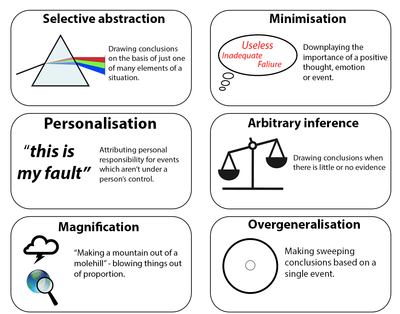 Selective abstraction
Drawing conclusions
on the basis of just one
of many elements of a
situation.
Minimisation
Useless
Inadequate
Failure
Downplaying the
importance of a positive
thought, emotion
or event.
Personalisation
“this is
my fault”
Attributing personal
responsibility for events
which aren't under a
person's control.
Arbitrary inference
Drawing conclusions when
there is little or no evidence
Magnification
“Making a mountain out of a
molehill” - blowing things out
of proportion.
Overgeneralisation
Making sweeping
conclusions based on a
single event.